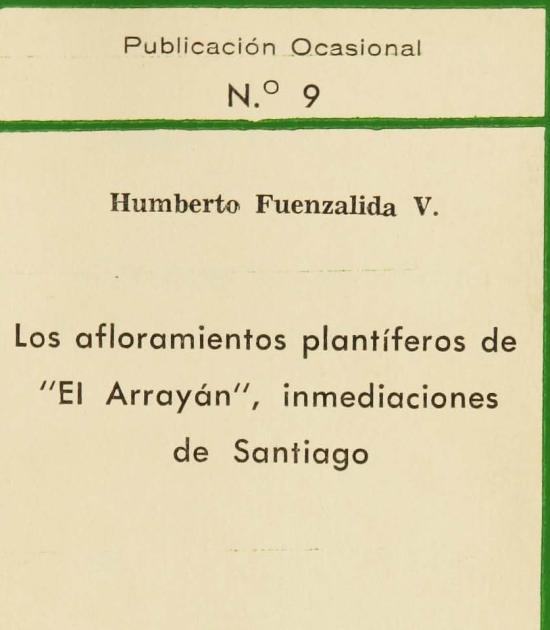 Publicación Ocasional
N.º 9
Humberto Fuenzalida V.
Los afloramientos plantíferos de
"El Arrayán", inmediaciones
de Santiago